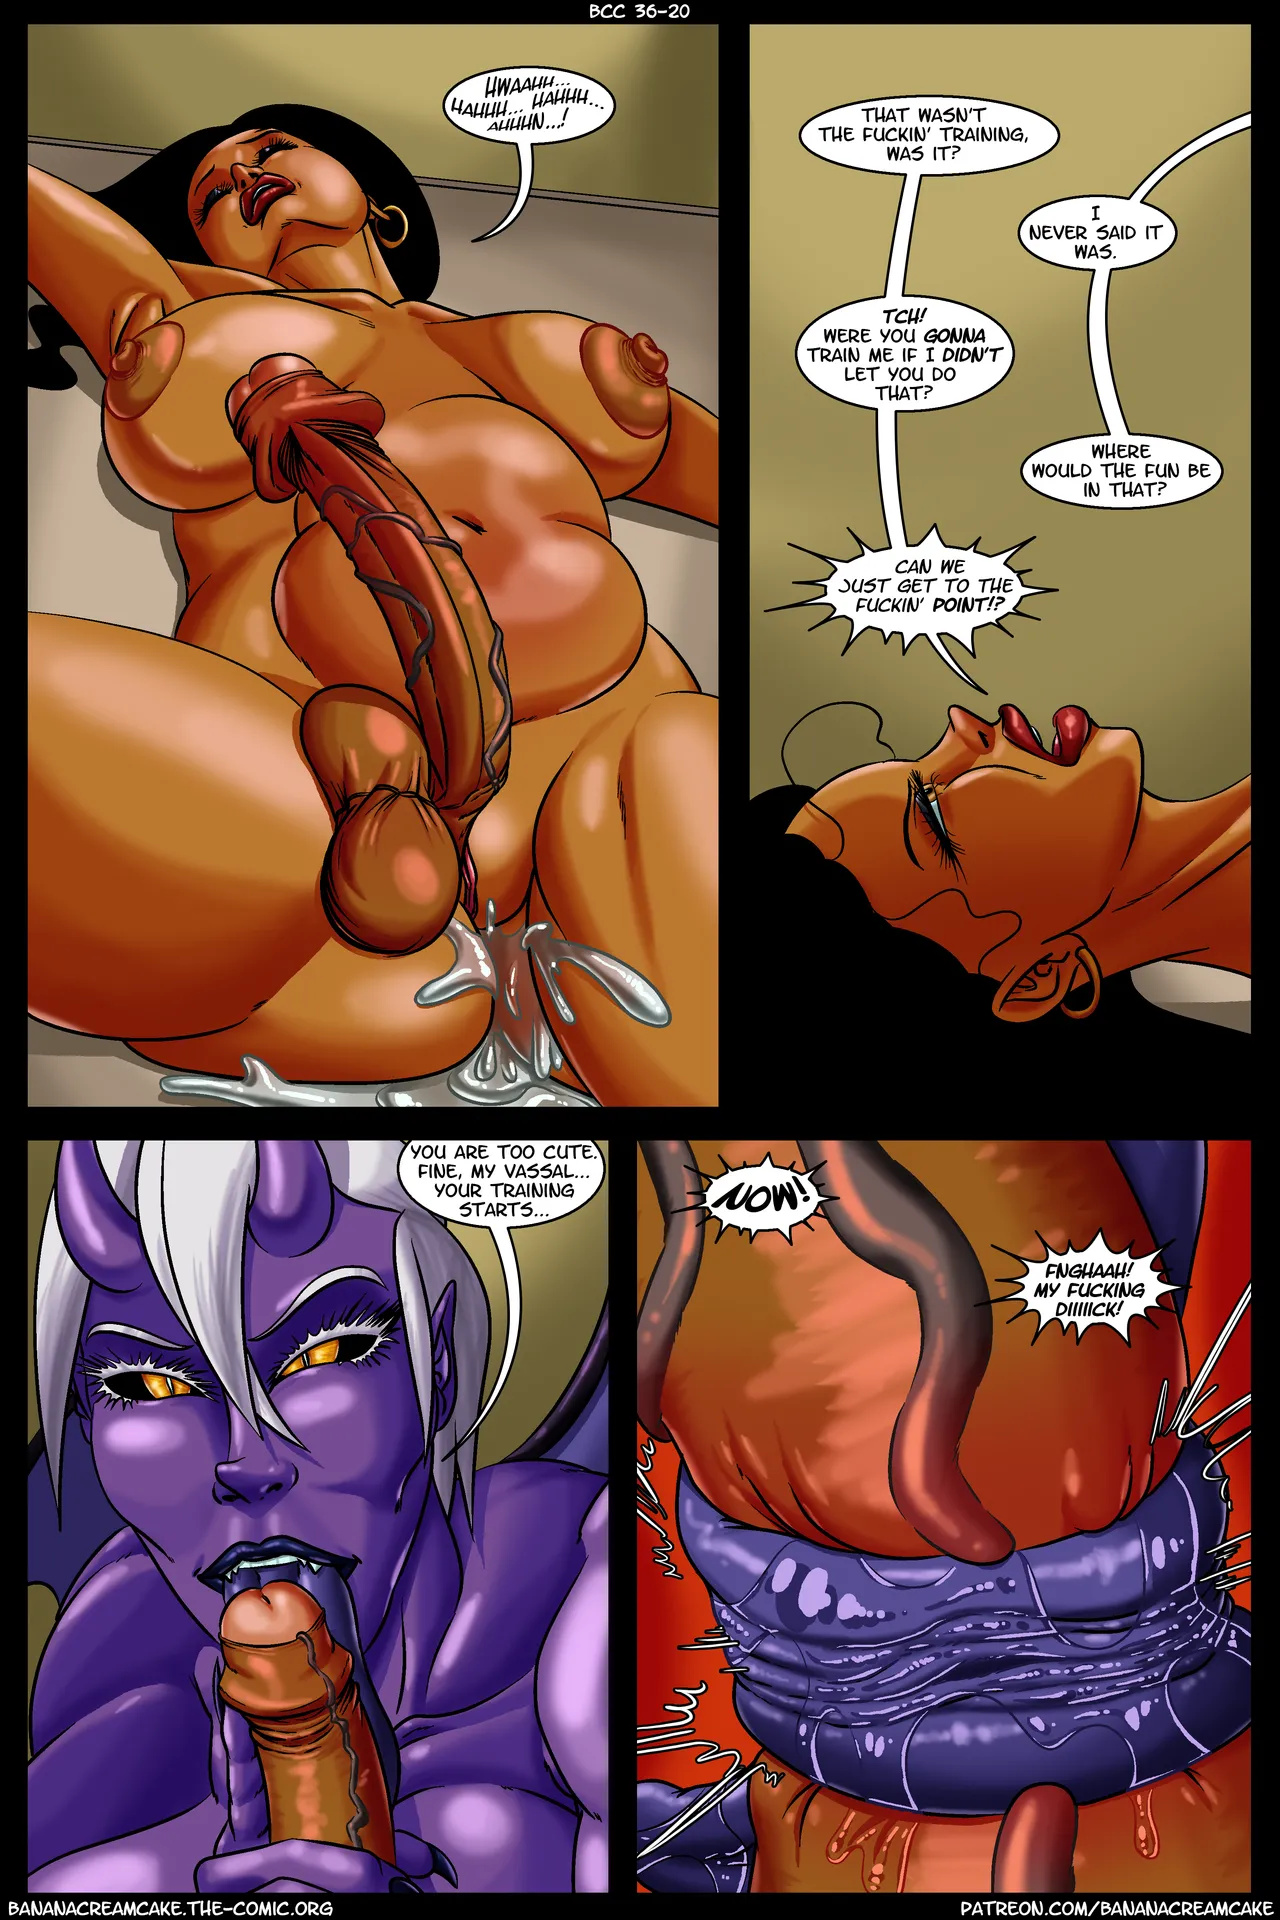 BCC 36-20
HWAAHH...
HAHHH... HAHHH...
AHHHN...!
THAT WASN'T
THE FUCKIN' TRAINING,
WAS IT?
I
NEVER SAID IT
WAS.
TCH!
WERE YOU GONNA
TRAIN ME IF I DIDN'T
LET YOU DO
THAT?
WHERE
WOULD THE FUN BE
IN THAT?
CAN WE
JUST GET TO THE
FUCKIN' POINT!?
YOU ARE TOO CUTE.
FINE, MY VASSAL...
YOUR TRAINING
STARTS...
NOW!
FNGHAAH!
MY FUCKING
DIIIIICK!
BANANACREAMCAKE.THE-COMIC.ORG
PATREON.COM/BANANACREAMCAKE